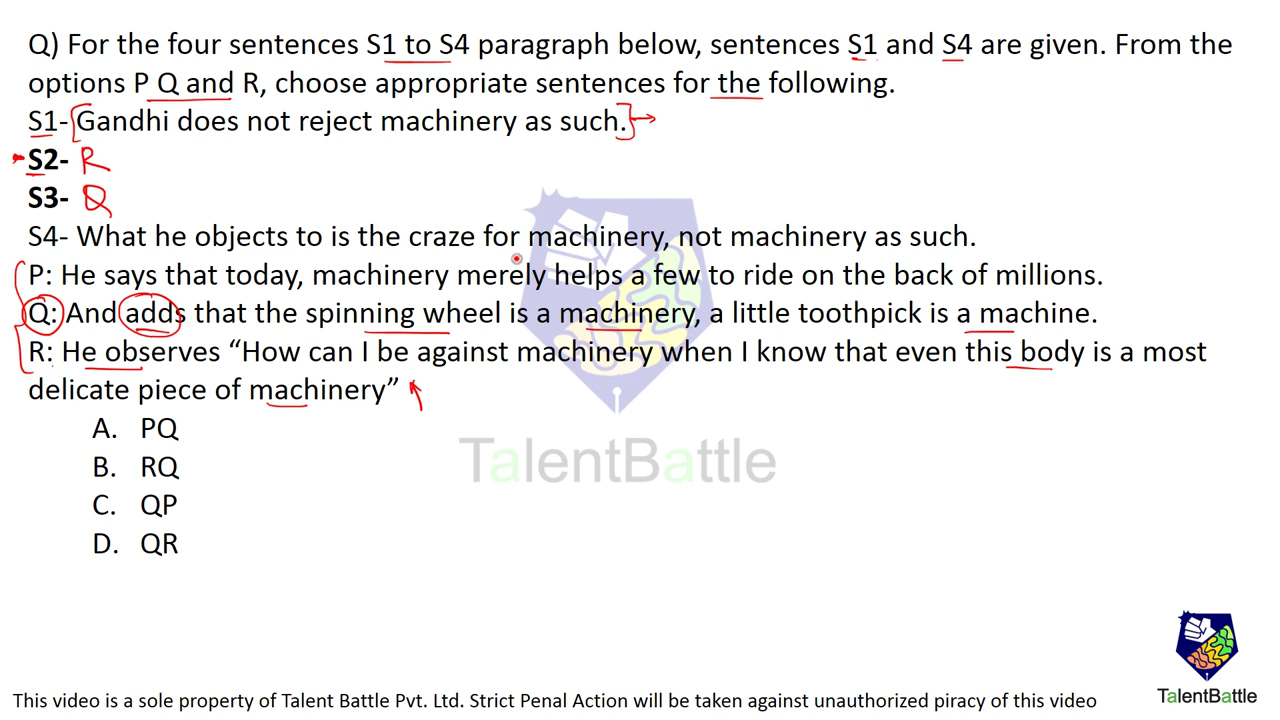 Q) For the four sentences S1 to S4 paragraph below, sentences S1 and S4 are given. From the
options P Q and R, choose appropriate sentences for the following.
S1- Gandhi does not reject machinery as such.
S2- R
S3- Q
S4- What he objects to is the craze for machinery, not machinery as such.
P: He says that today, machinery merely helps a few to ride on the back of millions.
Q: And adds that the spinning wheel is a machinery, a little toothpick is a machine.
R: He observes “How can I be against machinery when I know that even this body is a most
delicate piece of machinery”
A. PQ
B. RQ
TalentBattle
C. QP
D. QR
TalentBattle
This video is a sole property of Talent Battle Pvt. Ltd. Strict Penal Action will be taken against unauthorized piracy of this video